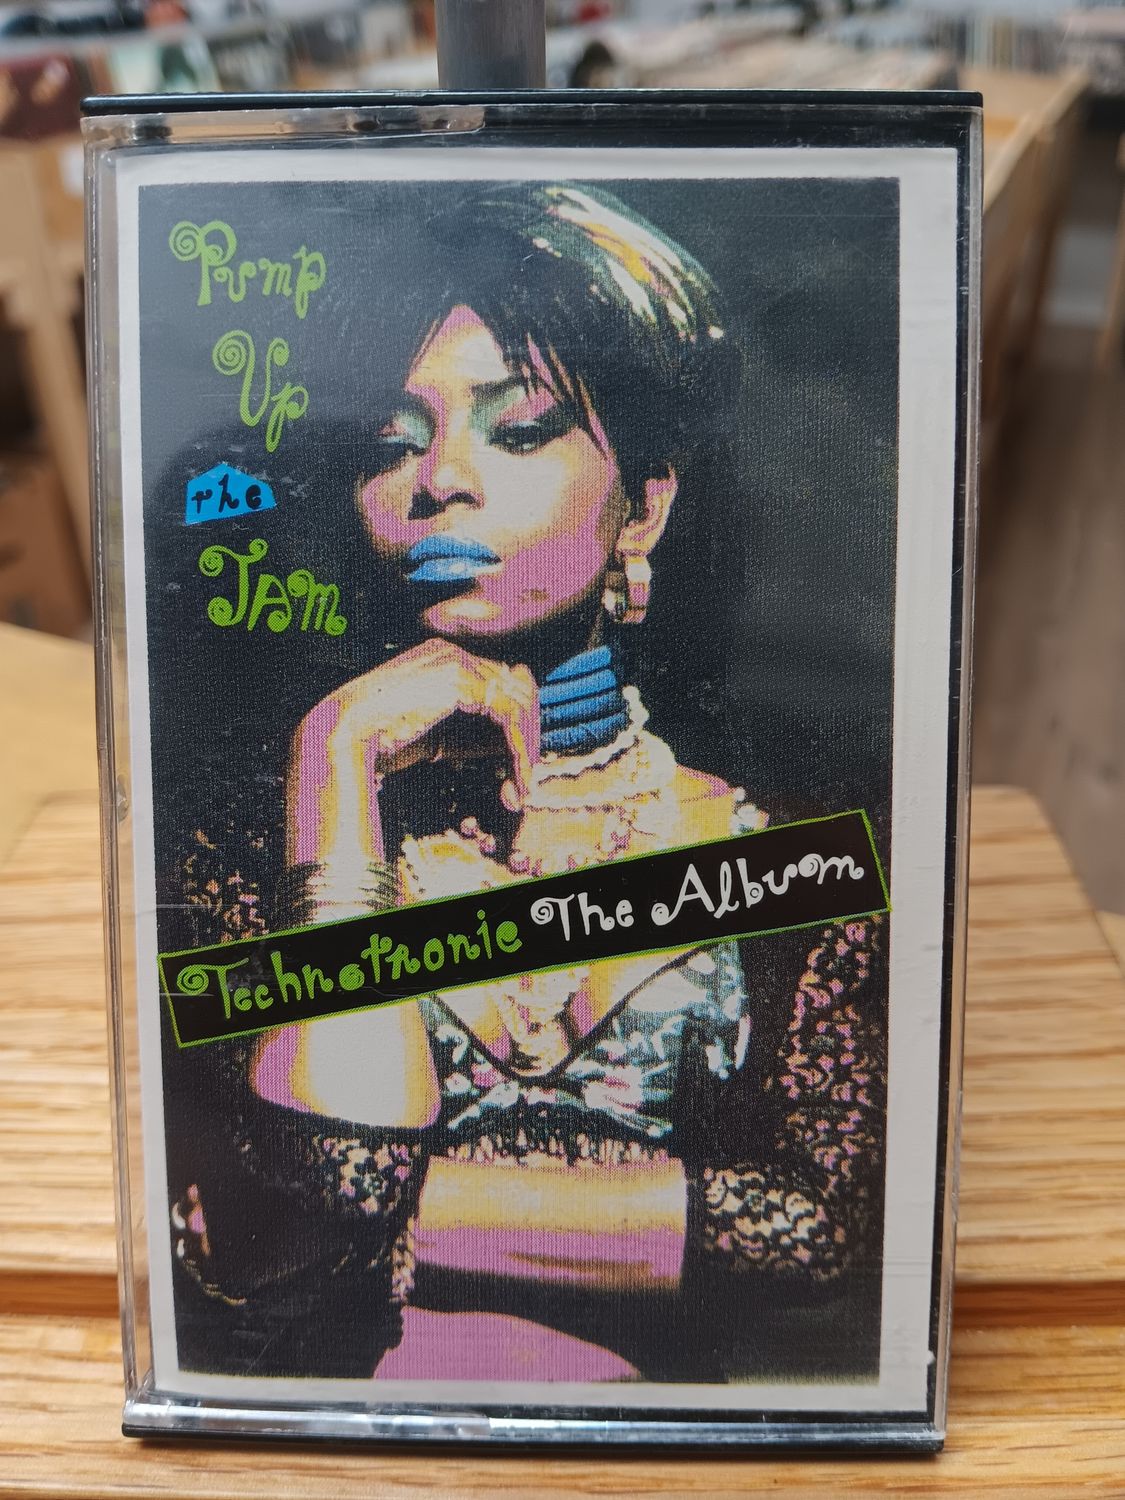 Pump
Up
the
JAm
Technotronic The Album